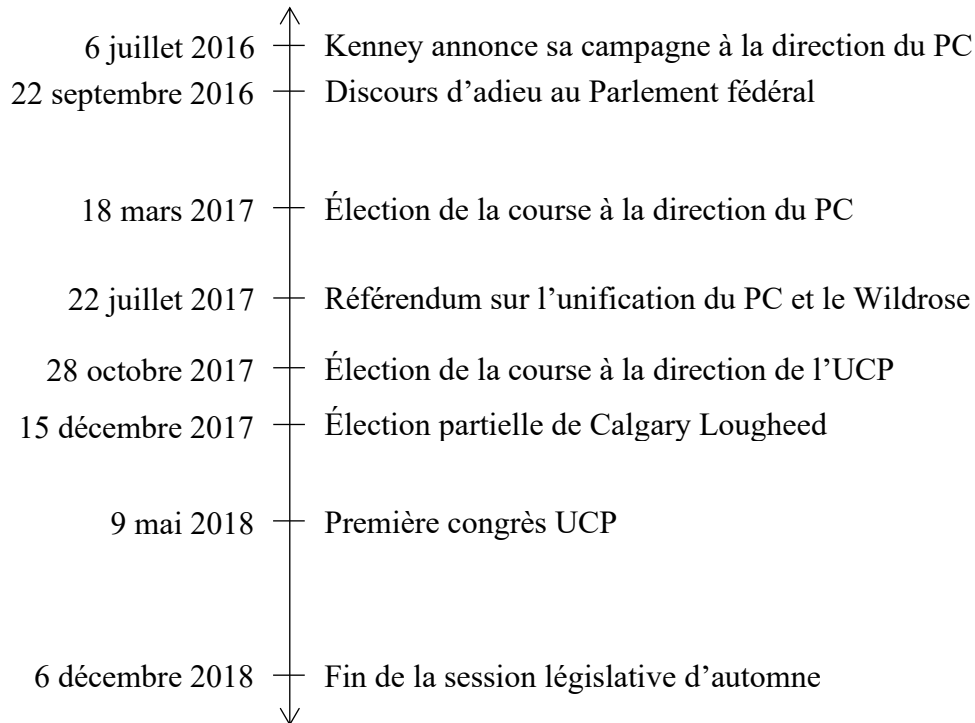 6 juillet 2016 Kenney annonce sa campagne à la direction du PC
22 septembre 2016 Discours d’adieu au Parlement fédéral
18 mars 2017 Élection de la course à la direction du PC
22 juillet 2017 Référendum sur l’unification du PC et le Wildrose
28 octobre 2017 Élection de la course à la direction de l’UCP
15 décembre 2017 Élection partielle de Calgary Lougheed
9 mai 2018 Première congrès UCP
6 décembre 2018 Fin de la session législative d’automne